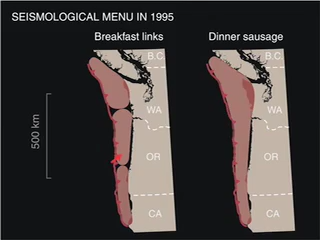 SEISMOLOGICAL MENU IN 1995
Breakfast links
Dinner sausage
B.C.
B.C.
WA
WA
500 km
OR
OR
CA
CA